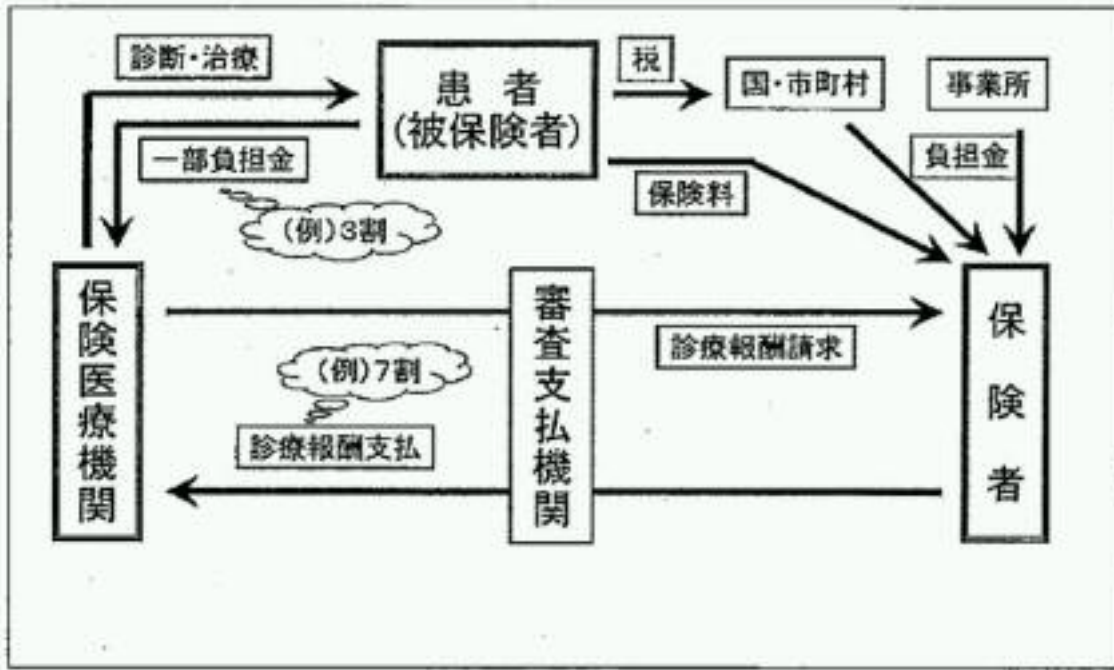 診断・治療
患者
(被保険者)
税
国・市町村
事業所
一部負担金
保険料
負担金
(例)3割
保険医療機関
審査支払機関
保険者
診療報酬請求
(例)7割
診療報酬支払